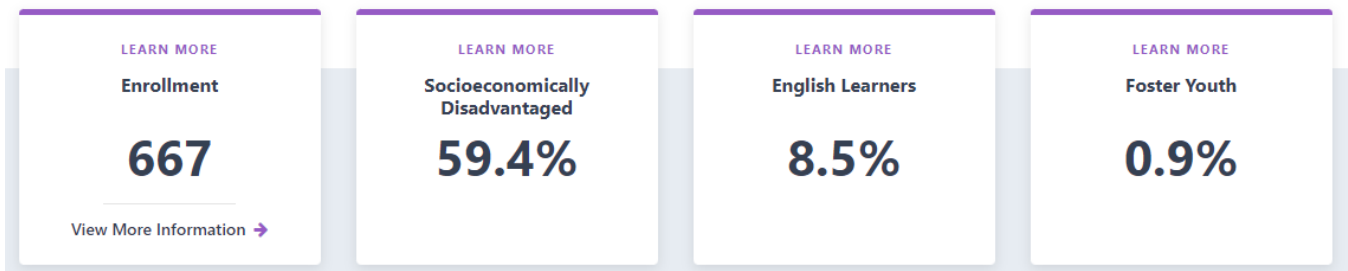 LEARN MORE
Enrollment
667
View More Information
LEARN MORE
Socioeconomically
Disadvantaged
59.4%
LEARN MORE
English Learners
8.5%
LEARN MORE
Foster Youth
0.9%